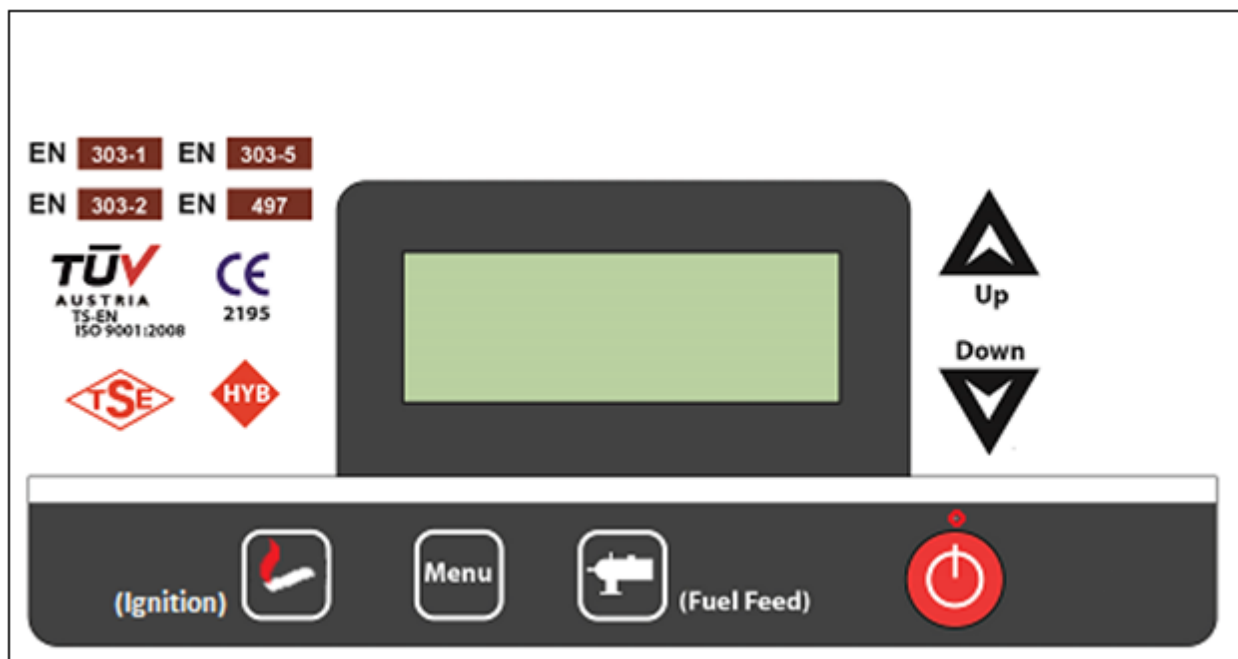 EN 303-1 EN 303-5
EN 303-2 EN 497
TÜV
AUSTRIA
TS-EN
ISO 9001:2008
CE
2195
TSE
HYB
Up
Down
(Ignition)
Menu
(Fuel Feed)